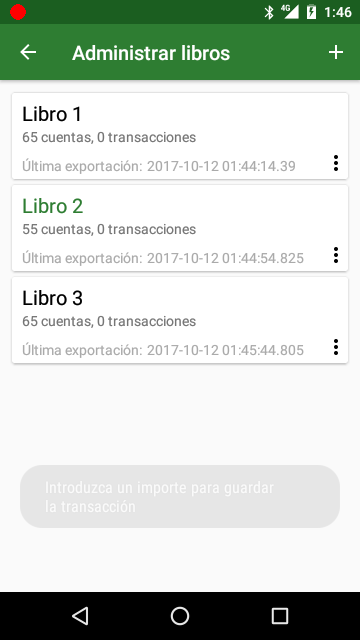 4G
1:46
Administrar libros
Libro 1
65 cuentas, 0 transacciones
Última exportación: 2017-10-12 01:44:14.39
Libro 2
55 cuentas, 0 transacciones
Última exportación: 2017-10-12 01:44:54.825
Libro 3
65 cuentas, 0 transacciones
Última exportación: 2017-10-12 01:45:44.805
Introduzca un importe para guardar
la transacción